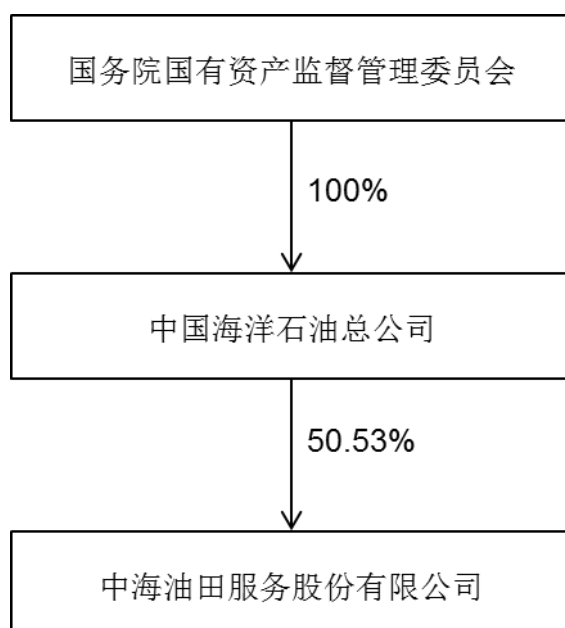 国务院国有资产监督管理委员会
100%
中国海洋石油总公司
50.53%
中海油田服务股份有限公司